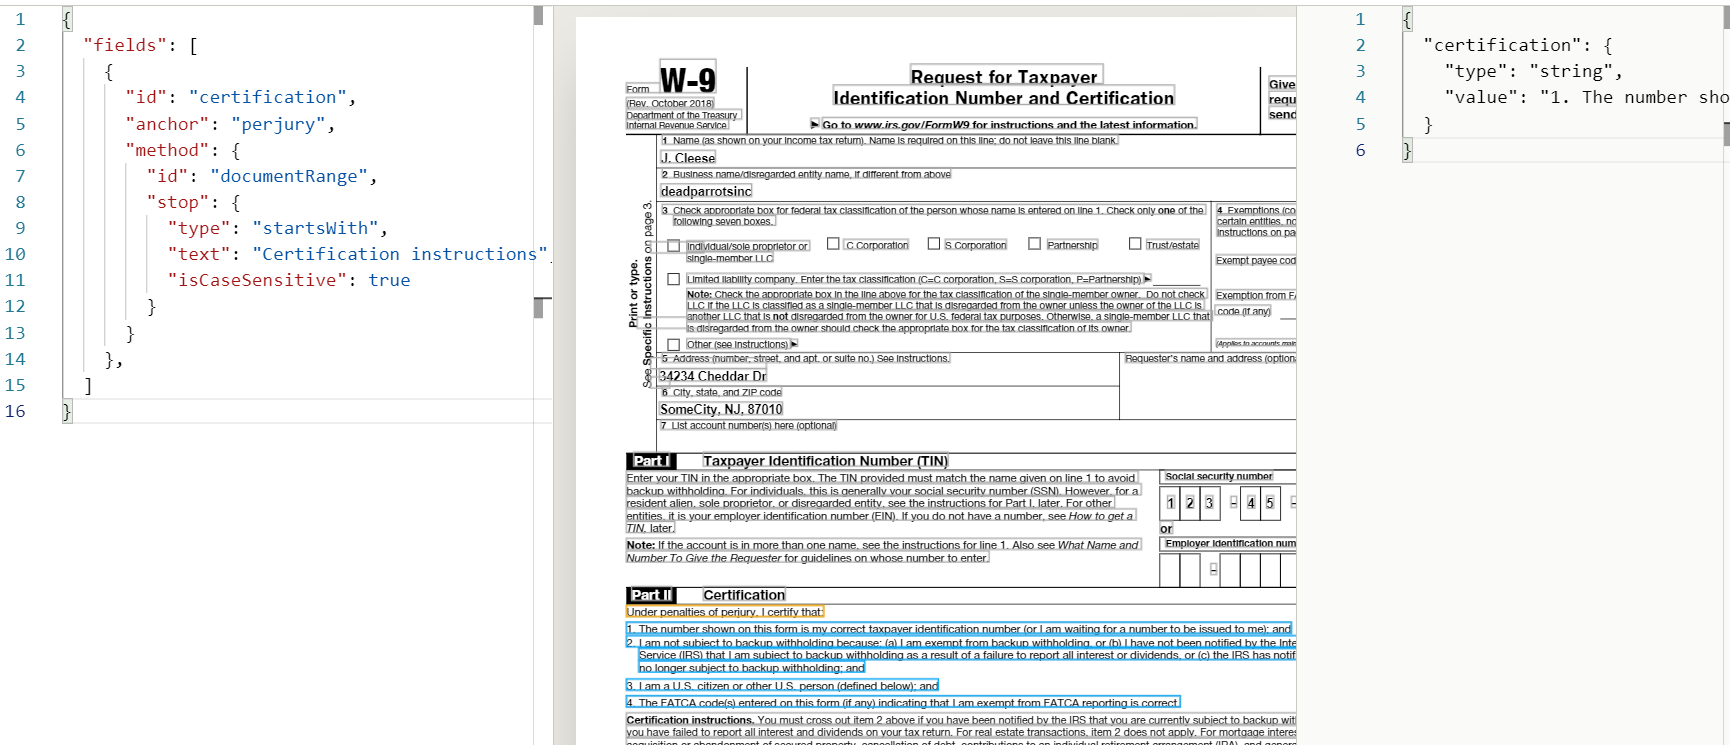 1 {
2 "fields": [
3 {
4 "id": "certification",
5 "anchor": "perjury",
6 "method": {
7 "id": "documentRange",
8 "stop": {
9 "type": "startsWith",
10 "text": "Certification instructions",
11 "isCaseSensitive": true
12 }
13 }
14 },
15 ]
16 }
Form W-9
(Rev. October 2018)
Department of the Treasury
Internal Revenue Service
Request for Taxpayer
Identification Number and Certification
▶ Go to www.irs.gov/FormW9 for instructions and the latest information.
Give
requ
send
Print or type.
See Specific Instructions on page 3.
1 Name (as shown on your income tax return). Name is required on this line; do not leave this line blank.
J. Cleese
2 Business name/disregarded entity name, if different from above
deadparrotsinc
3 Check appropriate box for federal tax classification of the person whose name is entered on line 1. Check only one of the
following seven boxes.
4 Exemptions (co
certain entities, no
instructions on pa
Individual/sole proprietor or
single-member LLC
C Corporation
S Corporation
Partnership
Trust/estate
Exempt payee cod
Limited liability company. Enter the tax classification (C=C corporation, S=S corporation, P=Partnership) ▶
Note: Check the appropriate box in the line above for the tax classification of the single-member owner. Do not check
LLC if the LLC is classified as a single-member LLC that is disregarded from the owner unless the owner of the LLC is
another LLC that is not disregarded from the owner for U.S. federal tax purposes. Otherwise, a single-member LLC that
is disregarded from the owner should check the appropriate box for the tax classification of its owner.
Exemption from FA
code (if any)
Other (see instructions) ▶
(Applies to accounts main
5 Address (number, street, and apt. or suite no.) See instructions.
Requester's name and address (option
34234 Cheddar Dr
6 City, state, and ZIP code
SomeCity, NJ, 87010
7 List account number(s) here (optional)
Part I Taxpayer Identification Number (TIN)
Enter your TIN in the appropriate box. The TIN provided must match the name given on line 1 to avoid
backup withholding. For individuals, this is generally your social security number (SSN). However, for a
resident alien, sole proprietor, or disregarded entity, see the instructions for Part I, later. For other
entities, it is your employer identification number (EIN). If you do not have a number, see How to get a
TIN, later.
Note: If the account is in more than one name, see the instructions for line 1. Also see What Name and
Number To Give the Requester for guidelines on whose number to enter.
Social security number
1 2 3 – 4 5 –
or
Employer identification num
–
Part II Certification
Under penalties of perjury, I certify that:
1. The number shown on this form is my correct taxpayer identification number (or I am waiting for a number to be issued to me); and
2. I am not subject to backup withholding because: (a) I am exempt from backup withholding, or (b) I have not been notified by the Inte
Service (IRS) that I am subject to backup withholding as a result of a failure to report all interest or dividends, or (c) the IRS has notif
no longer subject to backup withholding; and
3. I am a U.S. citizen or other U.S. person (defined below); and
4. The FATCA code(s) entered on this form (if any) indicating that I am exempt from FATCA reporting is correct.
Certification instructions. You must cross out item 2 above if you have been notified by the IRS that you are currently subject to backup wit
you have failed to report all interest and dividends on your tax return. For real estate transactions, item 2 does not apply. For mortgage intere
acquisition or abandonment of secured property, cancellation of debt, contributions to an individual retirement arrangement (IRA), and genera
1 {
2 "certification": {
3 "type": "string",
4 "value": "1. The number sho
5 }
6 }